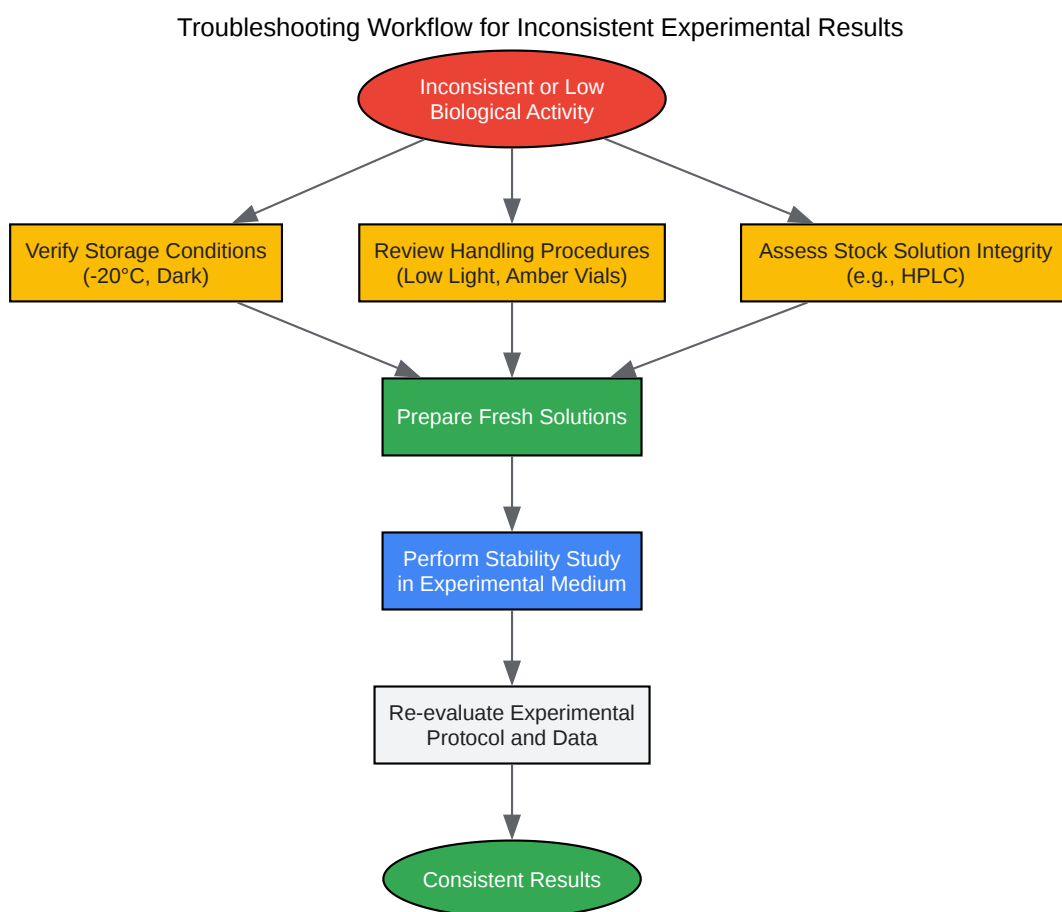 Troubleshooting Workflow for Inconsistent Experimental Results
Inconsistent or Low
Biological Activity
Verify Storage Conditions
(-20°C, Dark)
Review Handling Procedures
(Low Light, Amber Vials)
Assess Stock Solution Integrity
(e.g., HPLC)
Prepare Fresh Solutions
Perform Stability Study
in Experimental Medium
Re-evaluate Experimental
Protocol and Data
Consistent Results